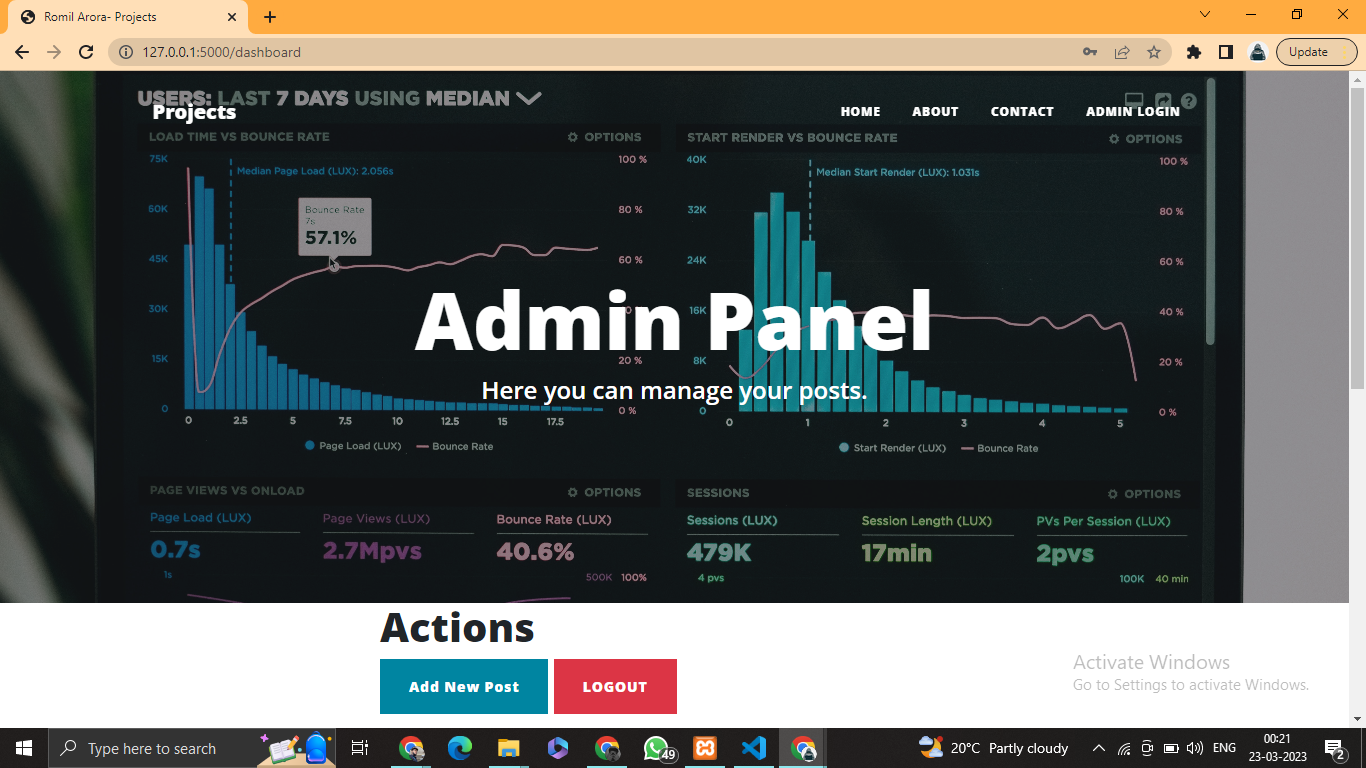 Romil Arora- Projects
127.0.0.1:5000/dashboard
Update
USERS: LAST 7 DAYS USING MEDIAN
Projects
HOME ABOUT CONTACT ADMIN LOGIN
LOAD TIME VS BOUNCE RATE
OPTIONS
75K
60K
45K
30K
15K
0
Median Page Load (LUX): 2.056s
Bounce Rate
7s
57.1%
100 %
80 %
60 %
40 %
20 %
0 %
0 2.5 5 7.5 10 12.5 15 17.5
Page Load (LUX) Bounce Rate
START RENDER VS BOUNCE RATE
OPTIONS
40K
32K
24K
16K
8K
0
Median Start Render (LUX): 1.031s
100 %
80 %
60 %
40 %
20 %
0 %
0 1 2 3 4 5
Start Render (LUX) Bounce Rate
Admin Panel
Here you can manage your posts.
PAGE VIEWS VS ONLOAD
OPTIONS
Page Load (LUX) Page Views (LUX) Bounce Rate (LUX)
0.7s 2.7Mpvs 40.6%
1s 500K 100%
SESSIONS
OPTIONS
Sessions (LUX) Session Length (LUX) PVs Per Session (LUX)
479K 17min 2pvs
4 pvs 100K 40 min
Actions
Add New Post LOGOUT
Activate Windows
Go to Settings to activate Windows.
Type here to search
49
20°C Partly cloudy
ENG
00:21
23-03-2023
2